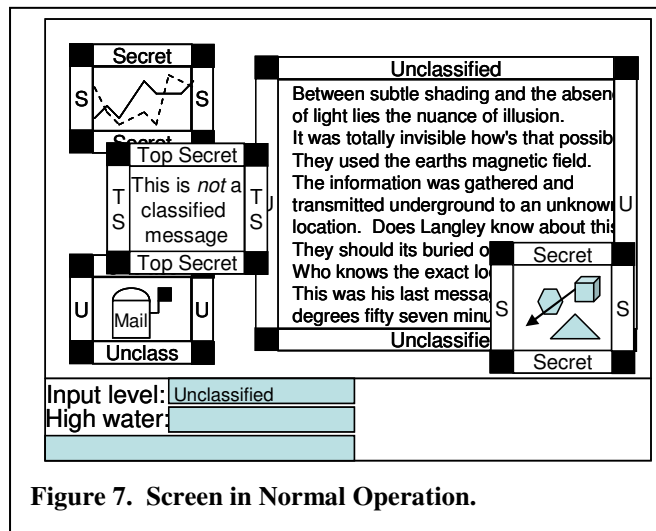 Secret
S
S
Secret
Top Secret
T
S
This is not a
classified
message
T
S
Top Secret
U
U
Mail
Unclass
Unclassified
U
Between subtle shading and the absen
of light lies the nuance of illusion.
It was totally invisible how's that possib
They used the earths magnetic field.
The information was gathered and
transmitted underground to an unknow
location. Does Langley know about this
They should its buried o
Who knows the exact lo
This was his last messag
degrees fifty seven minu
U
Unclassifie
Secret
S
S
Secret
Input level: Unclassified
High water:
Figure 7. Screen in Normal Operation.